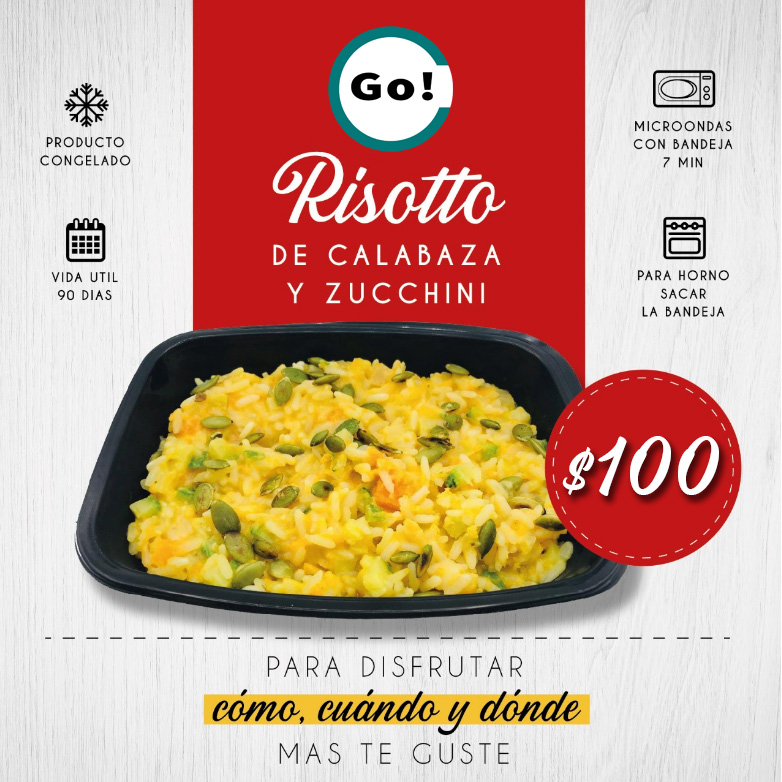 Go!
Risotto
DE CALABAZA
Y ZUCCHINI
PRODUCTO
CONGELADO
VIDA UTIL
90 DIAS
MICROONDAS
CON BANDEJA
7 MIN
PARA HORNO
SACAR
LA BANDEJA
$100
PARA DISFRUTAR
cómo, cuándo y dónde
MAS TE GUSTE